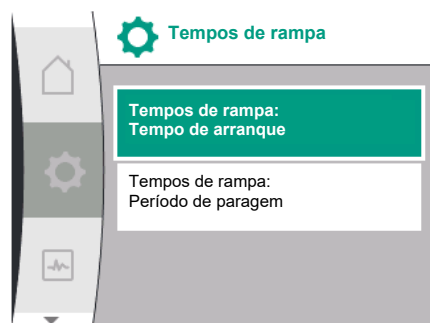 Tempos de rampa
Tempos de rampa:
Tempo de arranque
Tempos de rampa:
Período de paragem